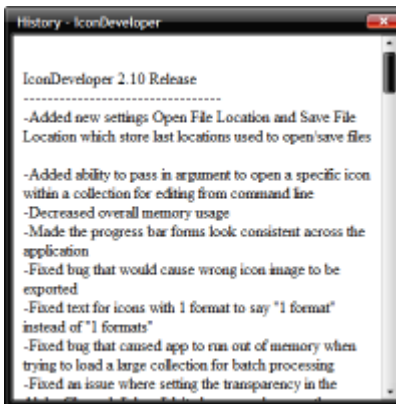 History - IconDeveloper
IconDeveloper 2.10 Release
---------------------------------
-Added new settings Open File Location and Save File
Location which store last locations used to open/save files
-Added ability to pass in argument to open a specific icon
within a collection for editing from command line
-Decreased overall memory usage
-Made the progress bar forms look consistent across the
application
-Fixed bug that would cause wrong icon image to be
exported
-Fixed text for icons with 1 format to say "1 format"
instead of "1 formats"
-Fixed bug that caused app to run out of memory when
trying to load a large collection for batch processing
-Fixed an issue where setting the transparency in the